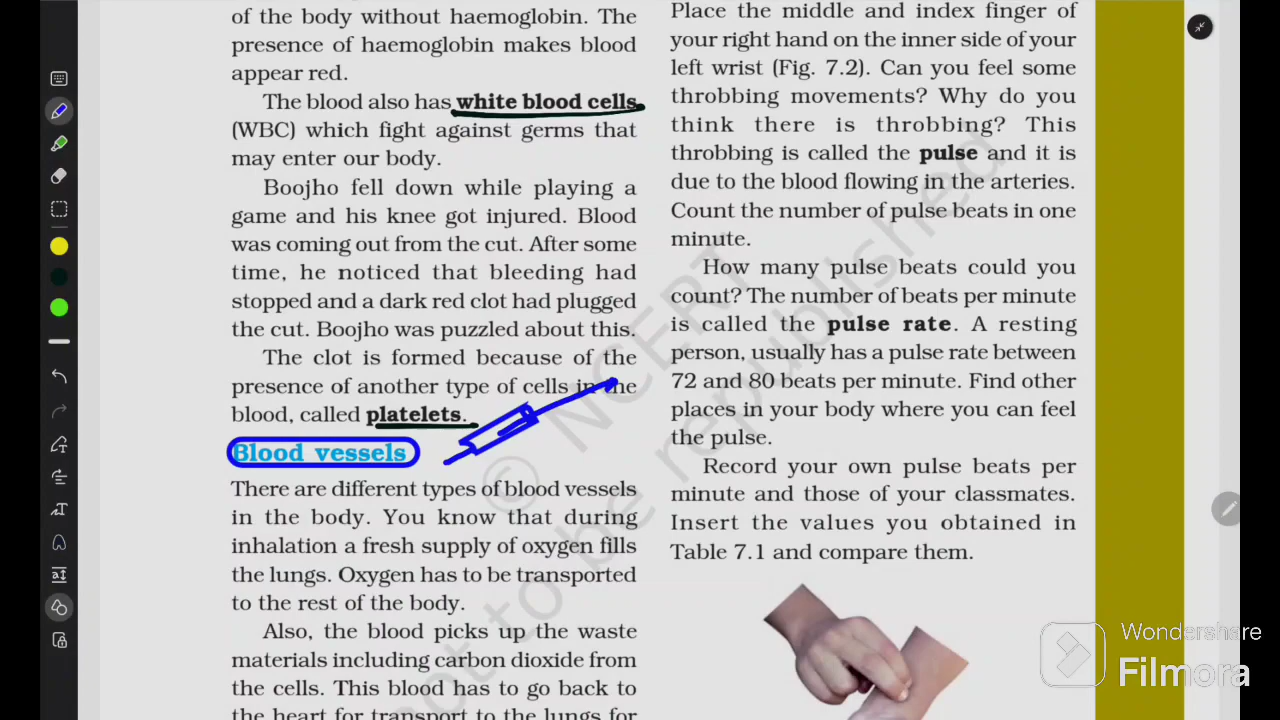 of the body without haemoglobin. The
presence of haemoglobin makes blood
appear red.
The blood also has white blood cells
(WBC) which fight against germs that
may enter our body.
Boojho fell down while playing a
game and his knee got injured. Blood
was coming out from the cut. After some
time, he noticed that bleeding had
stopped and a dark red clot had plugged
the cut. Boojho was puzzled about this.
The clot is formed because of the
presence of another type of cells in the
blood, called platelets.
Blood vessels
There are different types of blood vessels
in the body. You know that during
inhalation a fresh supply of oxygen fills
the lungs. Oxygen has to be transported
to the rest of the body.
Also, the blood picks up the waste
materials including carbon dioxide from
the cells. This blood has to go back to
the heart for transport to the lungs for
Place the middle and index finger of
your right hand on the inner side of your
left wrist (Fig. 7.2). Can you feel some
throbbing movements? Why do you
think there is throbbing? This
throbbing is called the pulse and it is
due to the blood flowing in the arteries.
Count the number of pulse beats in one
minute.
How many pulse beats could you
count? The number of beats per minute
is called the pulse rate. A resting
person, usually has a pulse rate between
72 and 80 beats per minute. Find other
places in your body where you can feel
the pulse.
Record your own pulse beats per
minute and those of your classmates.
Insert the values you obtained in
Table 7.1 and compare them.
© NCERT
not to be republished
Wondershare
Filmora